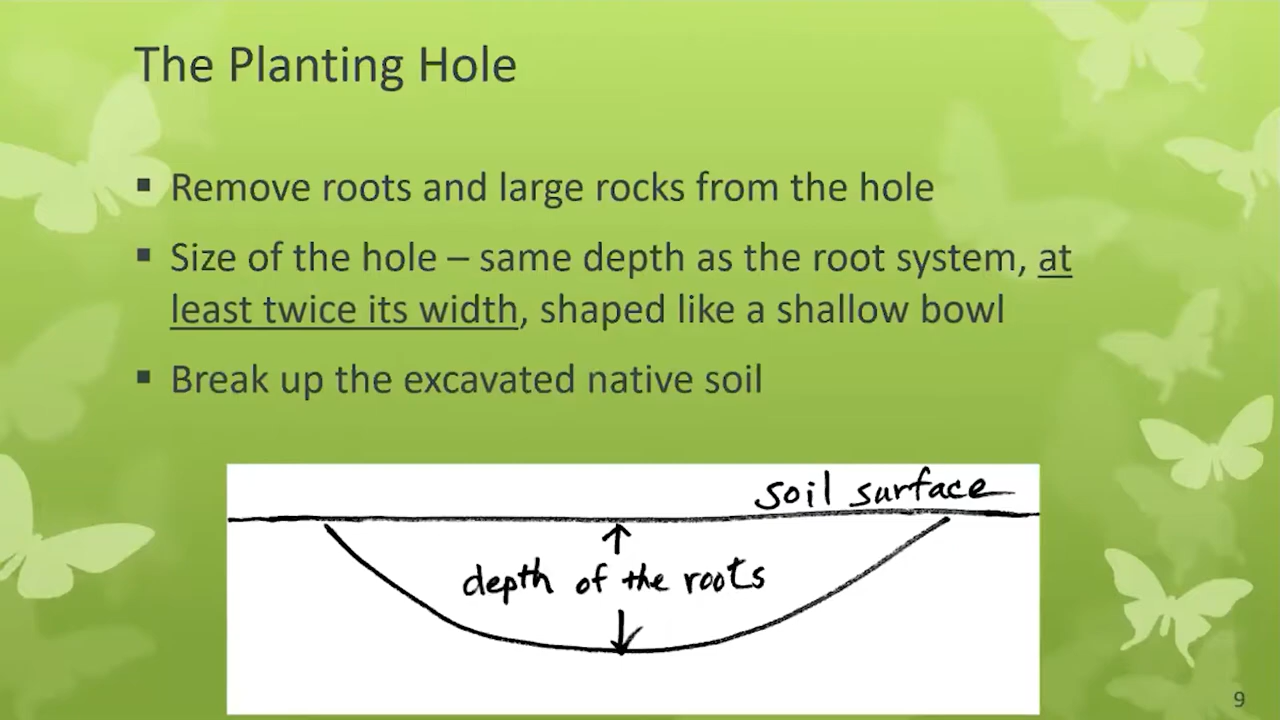 The Planting Hole
▪ Remove roots and large rocks from the hole
▪ Size of the hole – same depth as the root system, at
least twice its width, shaped like a shallow bowl
▪ Break up the excavated native soil
soil surface
depth of the roots
9